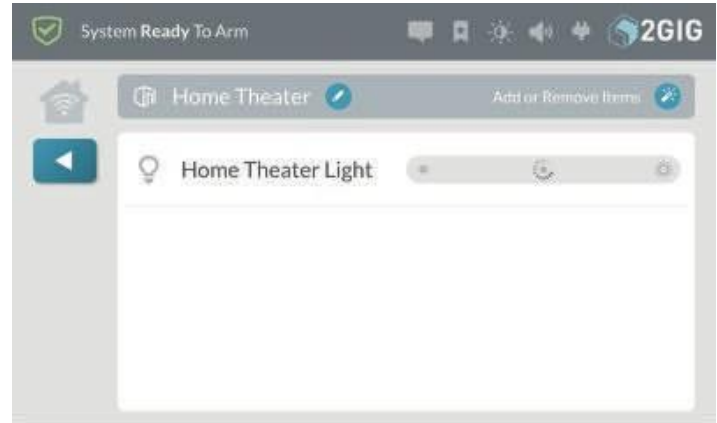 System Ready To Arm
2GIG
Home Theater
Add or Remove Items
Home Theater Light